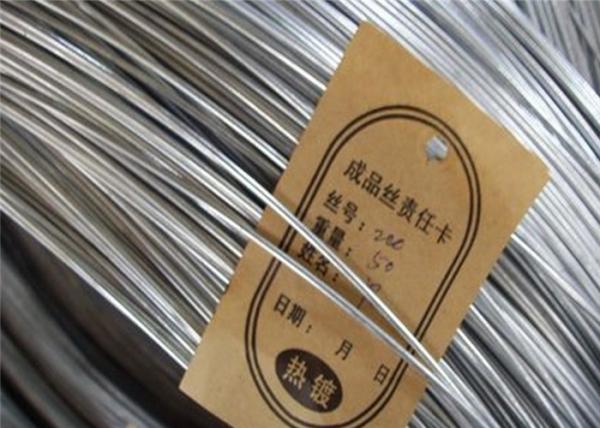 成品丝责任卡
丝号：200
重量：50
姓名：
日期： 月 日
热镀